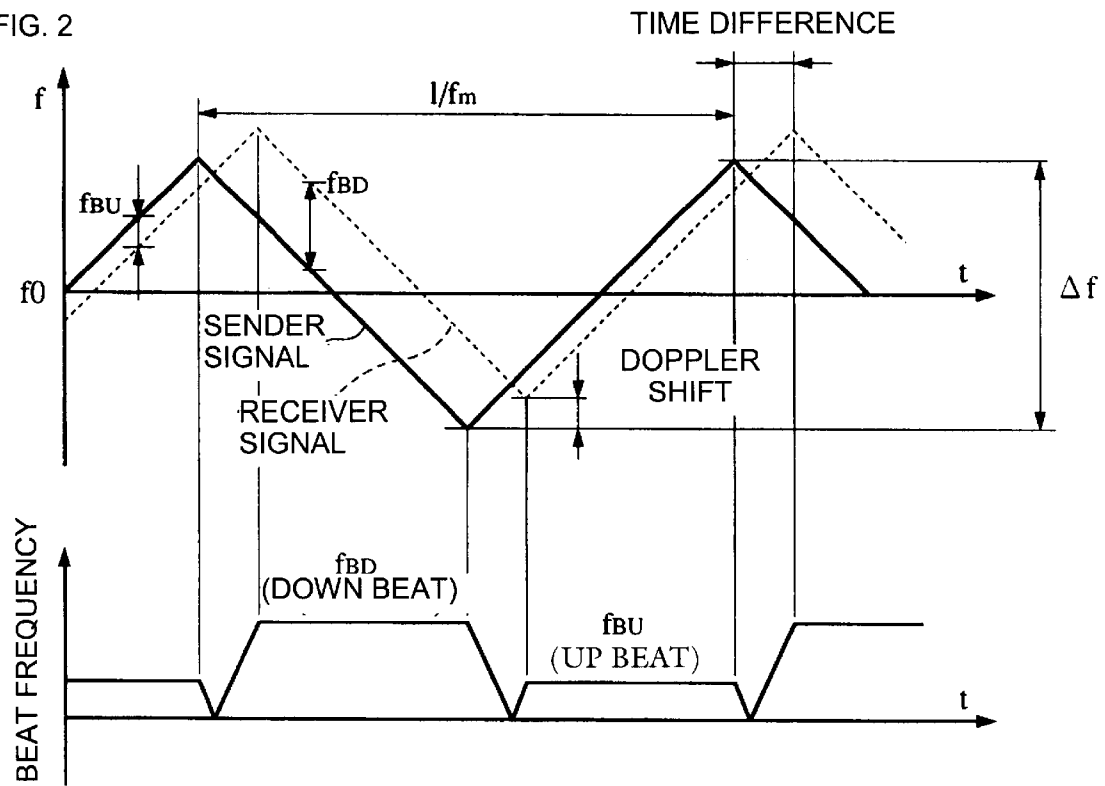 FIG. 2
TIME DIFFERENCE
f
1/fm
fBU
fBD
f0
t
Δf
SENDER
SIGNAL
DOPPLER
SHIFT
RECEIVER
SIGNAL
BEAT FREQUENCY
fBD
(DOWN BEAT)
fBU
(UP BEAT)
t